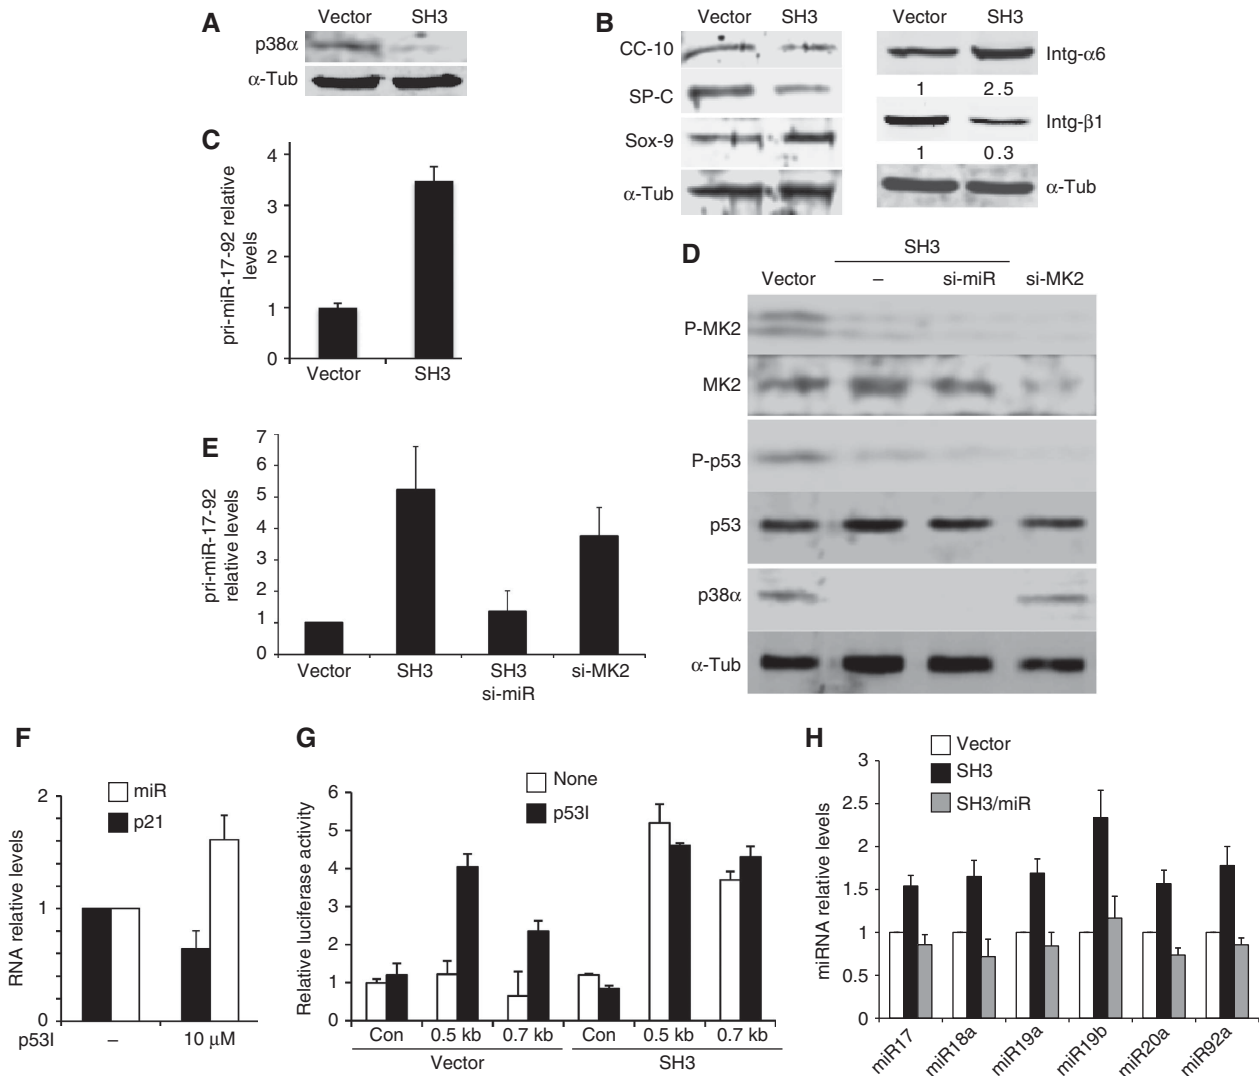 A
Vector SH3
p38α
α-Tub
B
Vector SH3
CC-10
SP-C
Sox-9
α-Tub
Vector SH3
Intg-α6
1 2.5
Intg-β1
1 0.3
α-Tub
C
pri-miR-17-92 relative
levels
4
3
2
1
0
Vector SH3
D
SH3
Vector – si-miR si-MK2
P-MK2
MK2
P-p53
p53
p38α
α-Tub
E
pri-miR-17-92
relative levels
7
6
5
4
3
2
1
0
Vector SH3 SH3 si-MK2
si-miR
F
miR
p21
RNA relative levels
2
1
0
p53I – 10 μM
G
None
p53I
Relative luciferase activity
6
5
4
3
2
1
0
Con 0.5 kb 0.7 kb Con 0.5 kb 0.7 kb
Vector SH3
H
Vector
SH3
SH3/miR
miRNA relative levels
3
2.5
2
1.5
1
0.5
0
miR17 miR18a miR19a miR19b miR20a miR92a